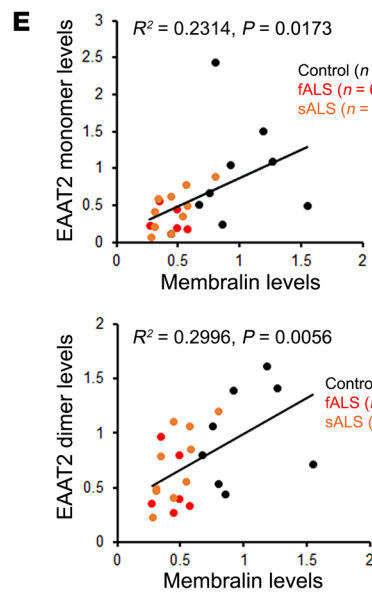 E
R² = 0.2314, P = 0.0173
EAAT2 monomer levels
3
2.5
2
1.5
1
0.5
0
Control (n
fALS (n = 6
sALS (n =
0 0.5 1 1.5 2
Membralin levels
R² = 0.2996, P = 0.0056
EAAT2 dimer levels
2
1.5
1
0.5
0
Contro
fALS (
sALS (
0 0.5 1 1.5 2
Membralin levels